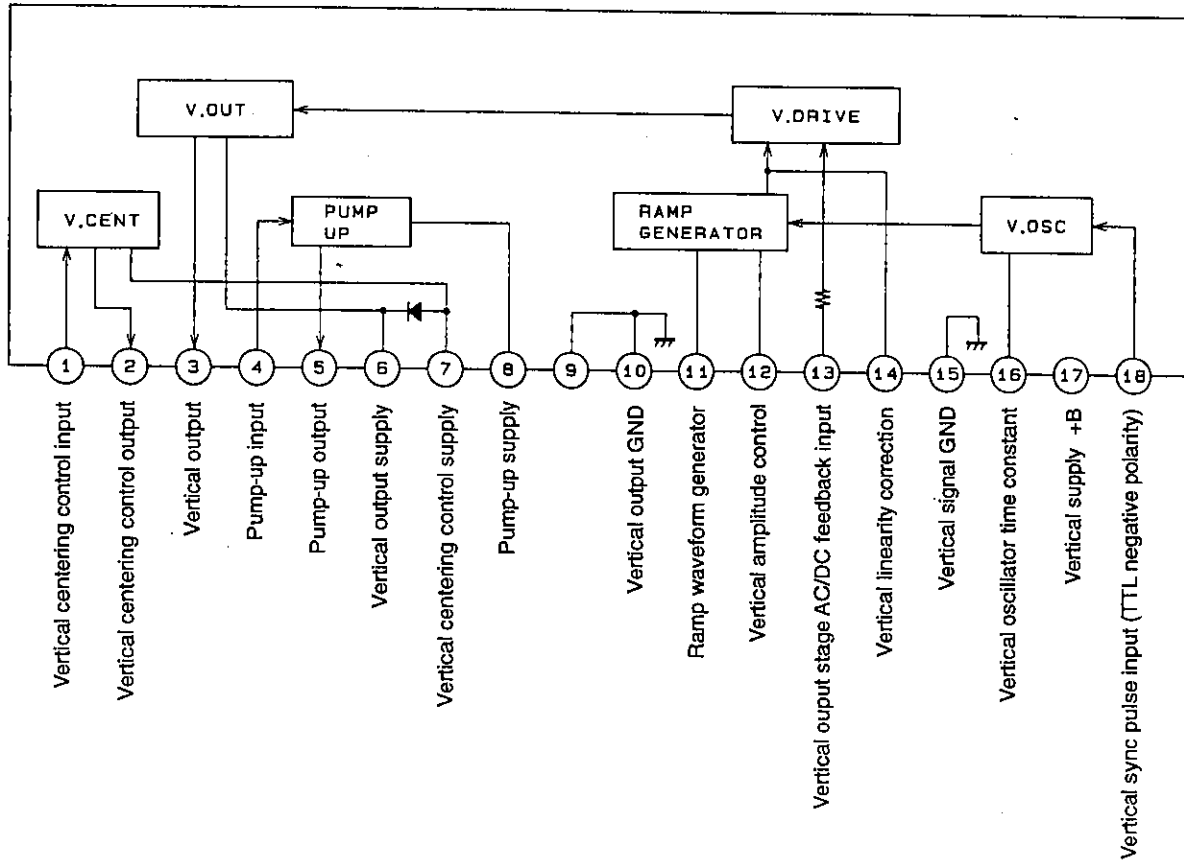 V.OUT
V.DRIVE
V.CENT
PUMP
UP
RAMP
GENERATOR
V.OSC
1
2
3
4
5
6
7
8
9
10
11
12
13
14
15
16
17
18
Vertical centering control input
Vertical centering control output
Vertical output
Pump-up input
Pump-up output
Vertical output supply
Vertical centering control supply
Pump-up supply
Vertical output GND
Ramp waveform generator
Vertical amplitude control
Vertical ouput stage AC/DC feedback input
Vertical linearity correction
Vertical signal GND
Vertical oscillator time constant
Vertical supply +B
Vertical sync pulse input (TTL negative polarity)